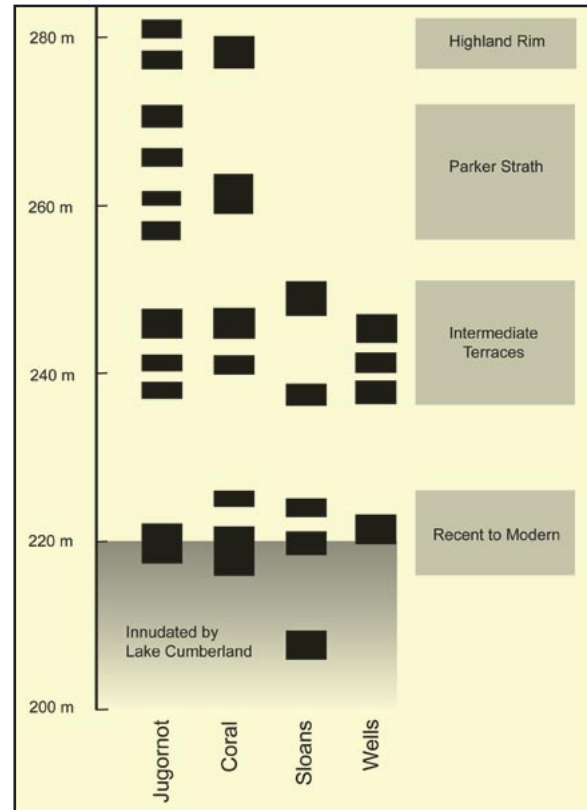 280 m
260 m
240 m
220 m
200 m
Highland Rim
Parker Strath
Intermediate
Terraces
Recent to Modern
Innudated by
Lake Cumberland
Jugornot
Coral
Sloans
Wells